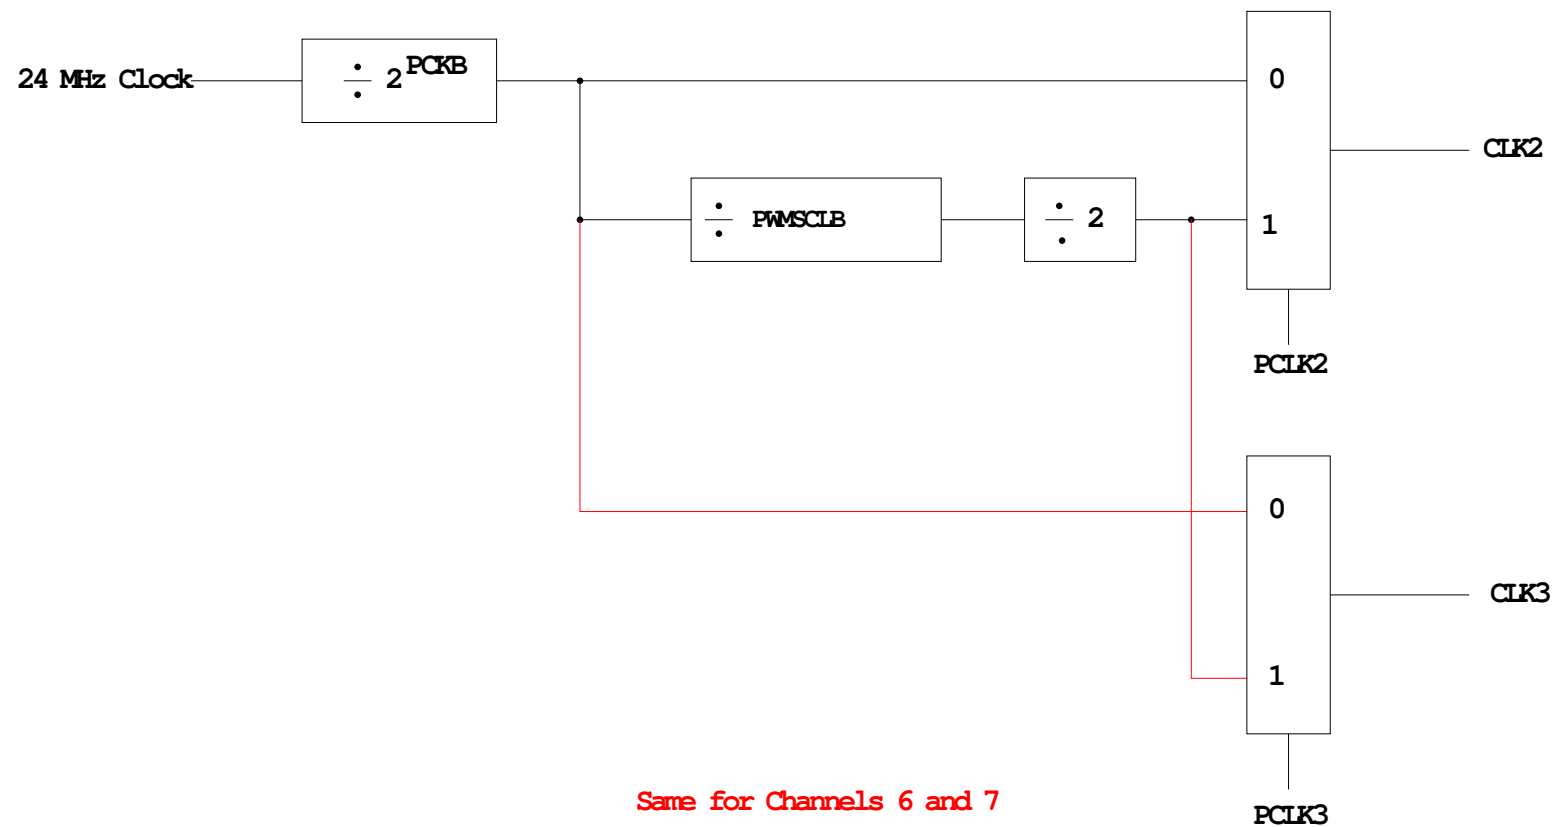 24 MHz Clock
÷ 2^PCKB
0
CLK2
÷ PWMSCLB
÷ 2
1
PCLK2
0
CLK3
1
Same for Channels 6 and 7
PCLK3